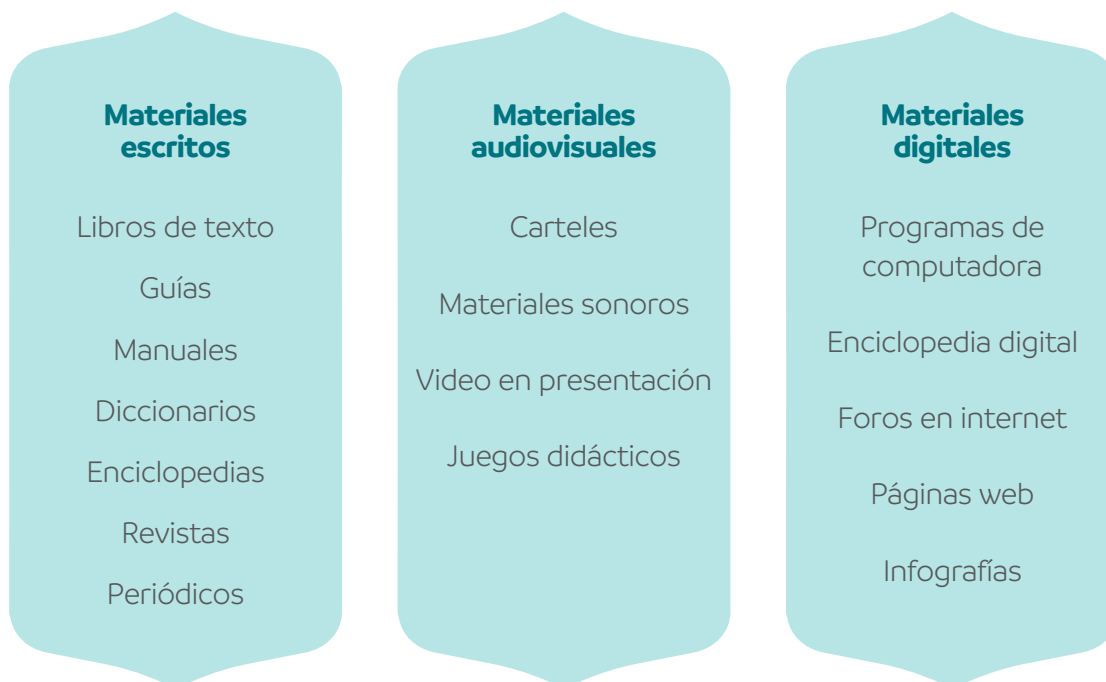 Materiales
escritos
Libros de texto
Guías
Manuales
Diccionarios
Enciclopedias
Revistas
Periódicos
Materiales
audiovisuales
Carteles
Materiales sonoros
Video en presentación
Juegos didácticos
Materiales
digitales
Programas de
computadora
Enciclopedia digital
Foros en internet
Páginas web
Infografías